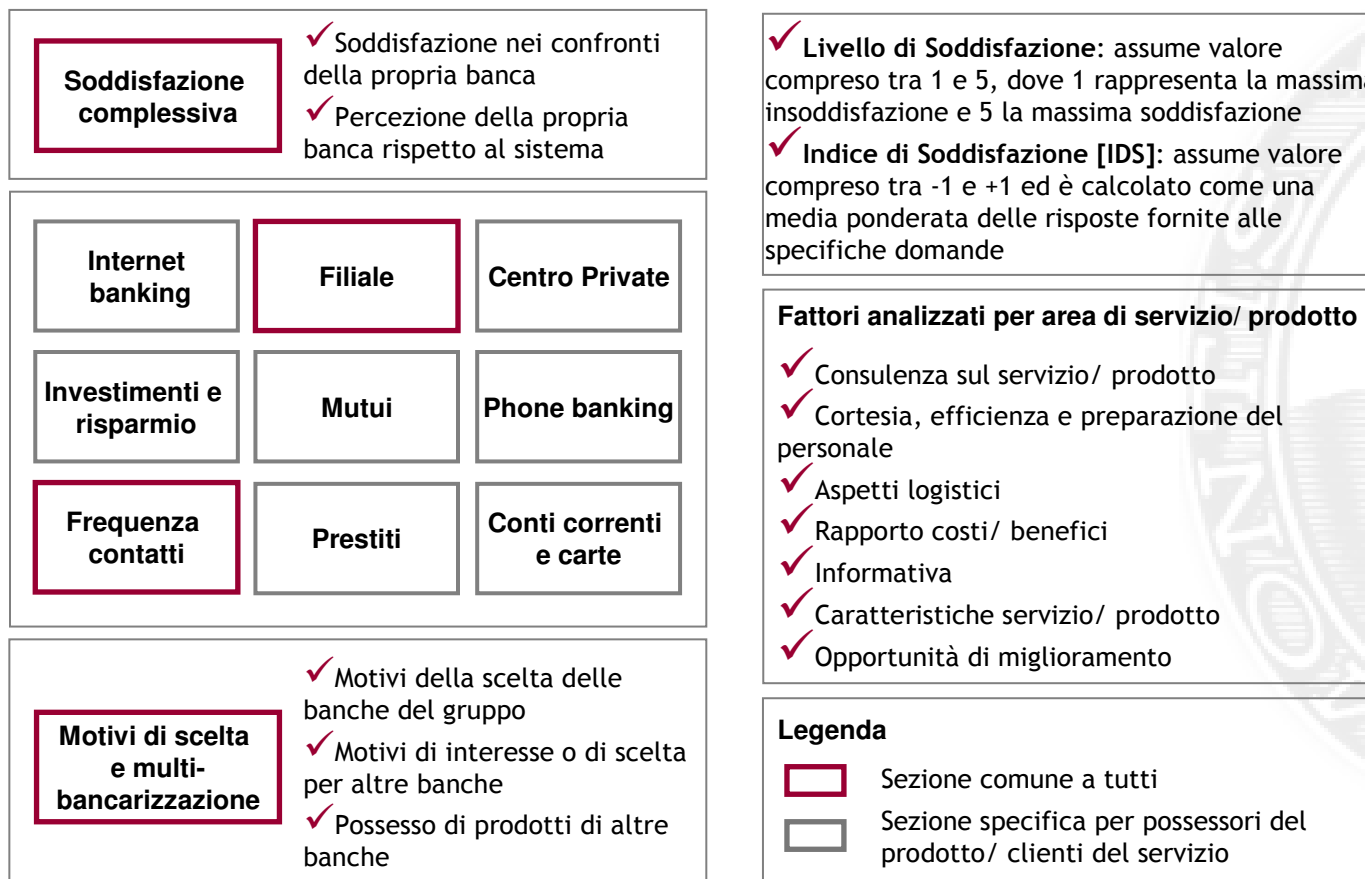 Soddisfazione
complessiva
✓Soddisfazione nei confronti
della propria banca
✓Percezione della propria
banca rispetto al sistema
Internet
banking
Filiale
Centro Private
Investimenti e
risparmio
Mutui
Phone banking
Frequenza
contatti
Prestiti
Conti correnti
e carte
Motivi di scelta
e multi-
bancarizzazione
✓Motivi della scelta delle
banche del gruppo
✓Motivi di interesse o di scelta
per altre banche
✓Possesso di prodotti di altre
banche
✓Livello di Soddisfazione: assume valore
compreso tra 1 e 5, dove 1 rappresenta la massima
insoddisfazione e 5 la massima soddisfazione
✓Indice di Soddisfazione [IDS]: assume valore
compreso tra -1 e +1 ed è calcolato come una
media ponderata delle risposte fornite alle
specifiche domande
Fattori analizzati per area di servizio/ prodotto
✓Consulenza sul servizio/ prodotto
✓Cortesia, efficienza e preparazione del
personale
✓Aspetti logistici
✓Rapporto costi/ benefici
✓Informativa
✓Caratteristiche servizio/ prodotto
✓Opportunità di miglioramento
Legenda
Sezione comune a tutti
Sezione specifica per possessori del
prodotto/ clienti del servizio